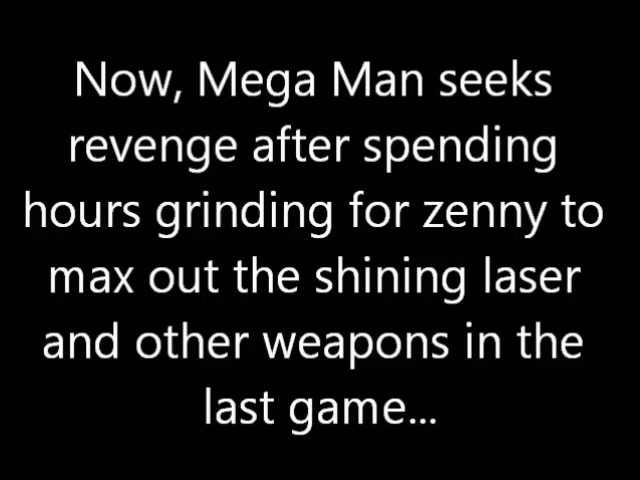 Now, Mega Man seeks
revenge after spending
hours grinding for zenny to
max out the shining laser
and other weapons in the
last game...